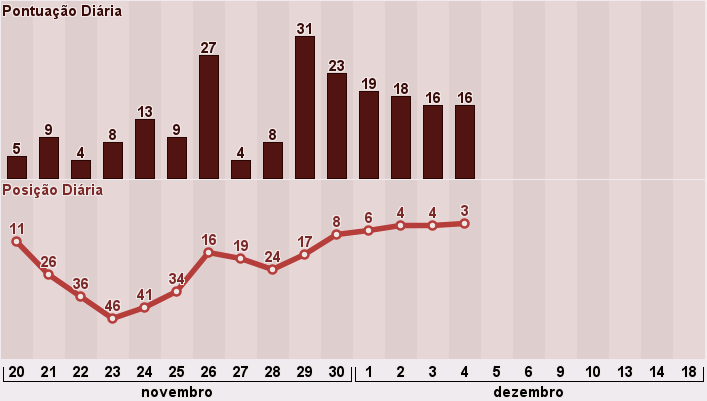 Pontuação Diária
5 9 4 8 13 9 27 4 8 31 23 19 18 16 16
Posição Diária
11 26 36 46 41 34 16 19 24 17 8 6 4 4 3
20 21 22 23 24 25 26 27 28 29 30 1 2 3 4 5 6 9 10 13 14 18
novembro dezembro